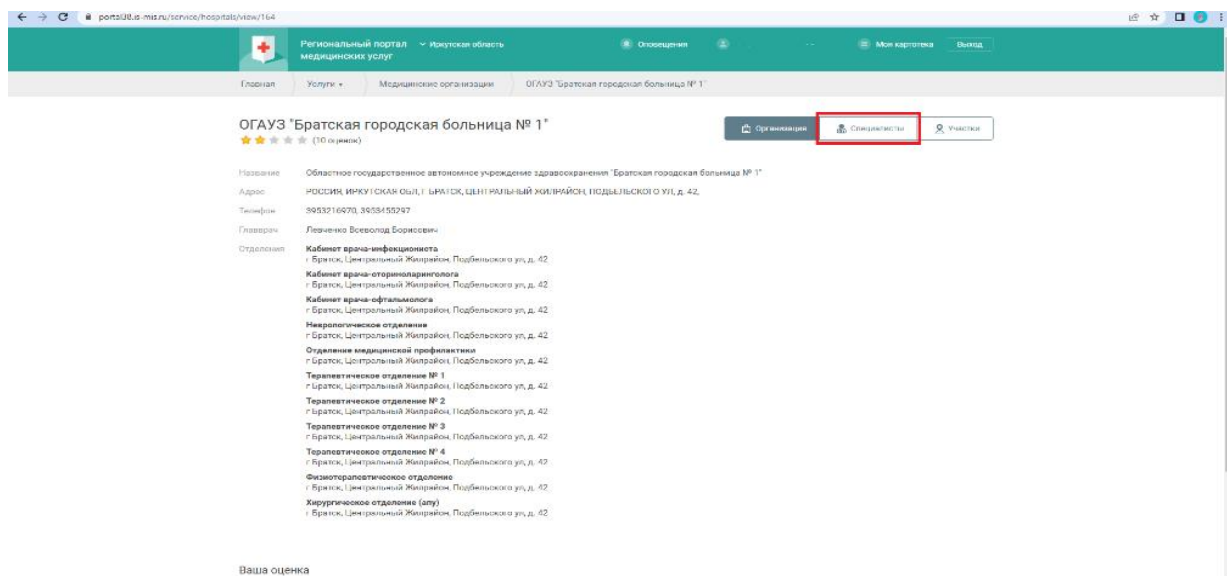 portal38.is-mis.ru/service/hospitals/view/164
Региональный портал медицинских услуг
Иркутская область
Оповещения
Моя картотека
Выход
Главная
Услуги
Медицинские организации
ОГАУЗ "Братская городская больница № 1"
ОГАУЗ "Братская городская больница № 1"
(10 оценок)
Организация
Специалисты
Участки
Название Областное государственное автономное учреждение здравоохранения "Братская городская больница № 1"
Адрес РОССИЯ, ИРКУТСКАЯ ОБЛ, Г БРАТСК, ЦЕНТРАЛЬНЫЙ ЖИЛРАЙОН, ПОДБЕЛЬСКОГО УЛ, д. 42,
Телефон 3953216970, 3953455297
Главврач Левченко Всеволод Борисович
Отделения Кабинет врача-инфекциониста
г Братск, Центральный Жилрайон, Подбельского ул, д. 42
Кабинет врача-оториноларинголога
г Братск, Центральный Жилрайон, Подбельского ул, д. 42
Кабинет врача-офтальмолога
г Братск, Центральный Жилрайон, Подбельского ул, д. 42
Неврологическое отделение
г Братск, Центральный Жилрайон, Подбельского ул, д. 42
Отделение медицинской профилактики
г Братск, Центральный Жилрайон, Подбельского ул, д. 42
Терапевтическое отделение № 1
г Братск, Центральный Жилрайон, Подбельского ул, д. 42
Терапевтическое отделение № 2
г Братск, Центральный Жилрайон, Подбельского ул, д. 42
Терапевтическое отделение № 3
г Братск, Центральный Жилрайон, Подбельского ул, д. 42
Терапевтическое отделение № 4
г Братск, Центральный Жилрайон, Подбельского ул, д. 42
Физиотерапевтическое отделение
г Братск, Центральный Жилрайон, Подбельского ул, д. 42
Хирургическое отделение (апу)
г Братск, Центральный Жилрайон, Подбельского ул, д. 42
Ваша оценка